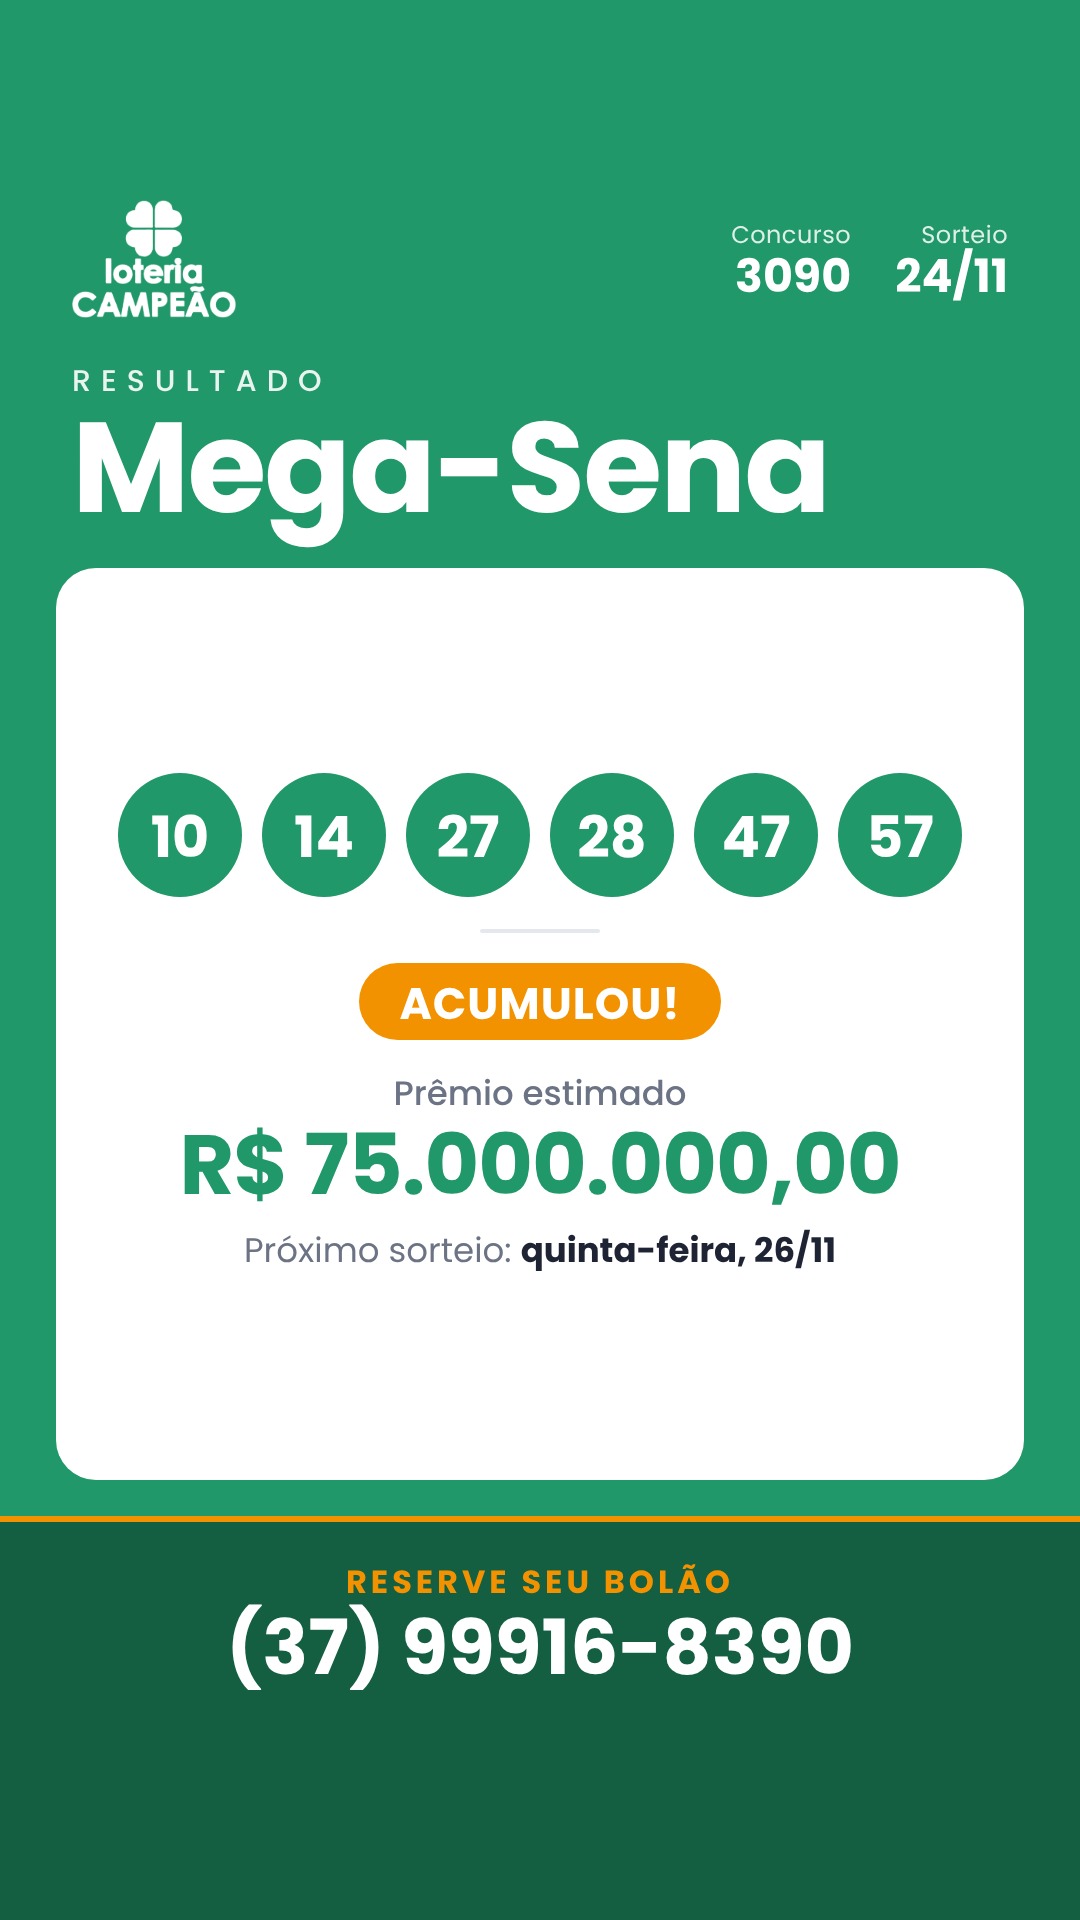 loteria
CAMPEÃO
Concurso Sorteio
3090 24/11
RESULTADO
Mega-Sena
10 14 27 28 47 57
ACUMULOU!
Prêmio estimado
R$ 75.000.000,00
Próximo sorteio: quinta-feira, 26/11
RESERVE SEU BOLÃO
(37) 99916-8390